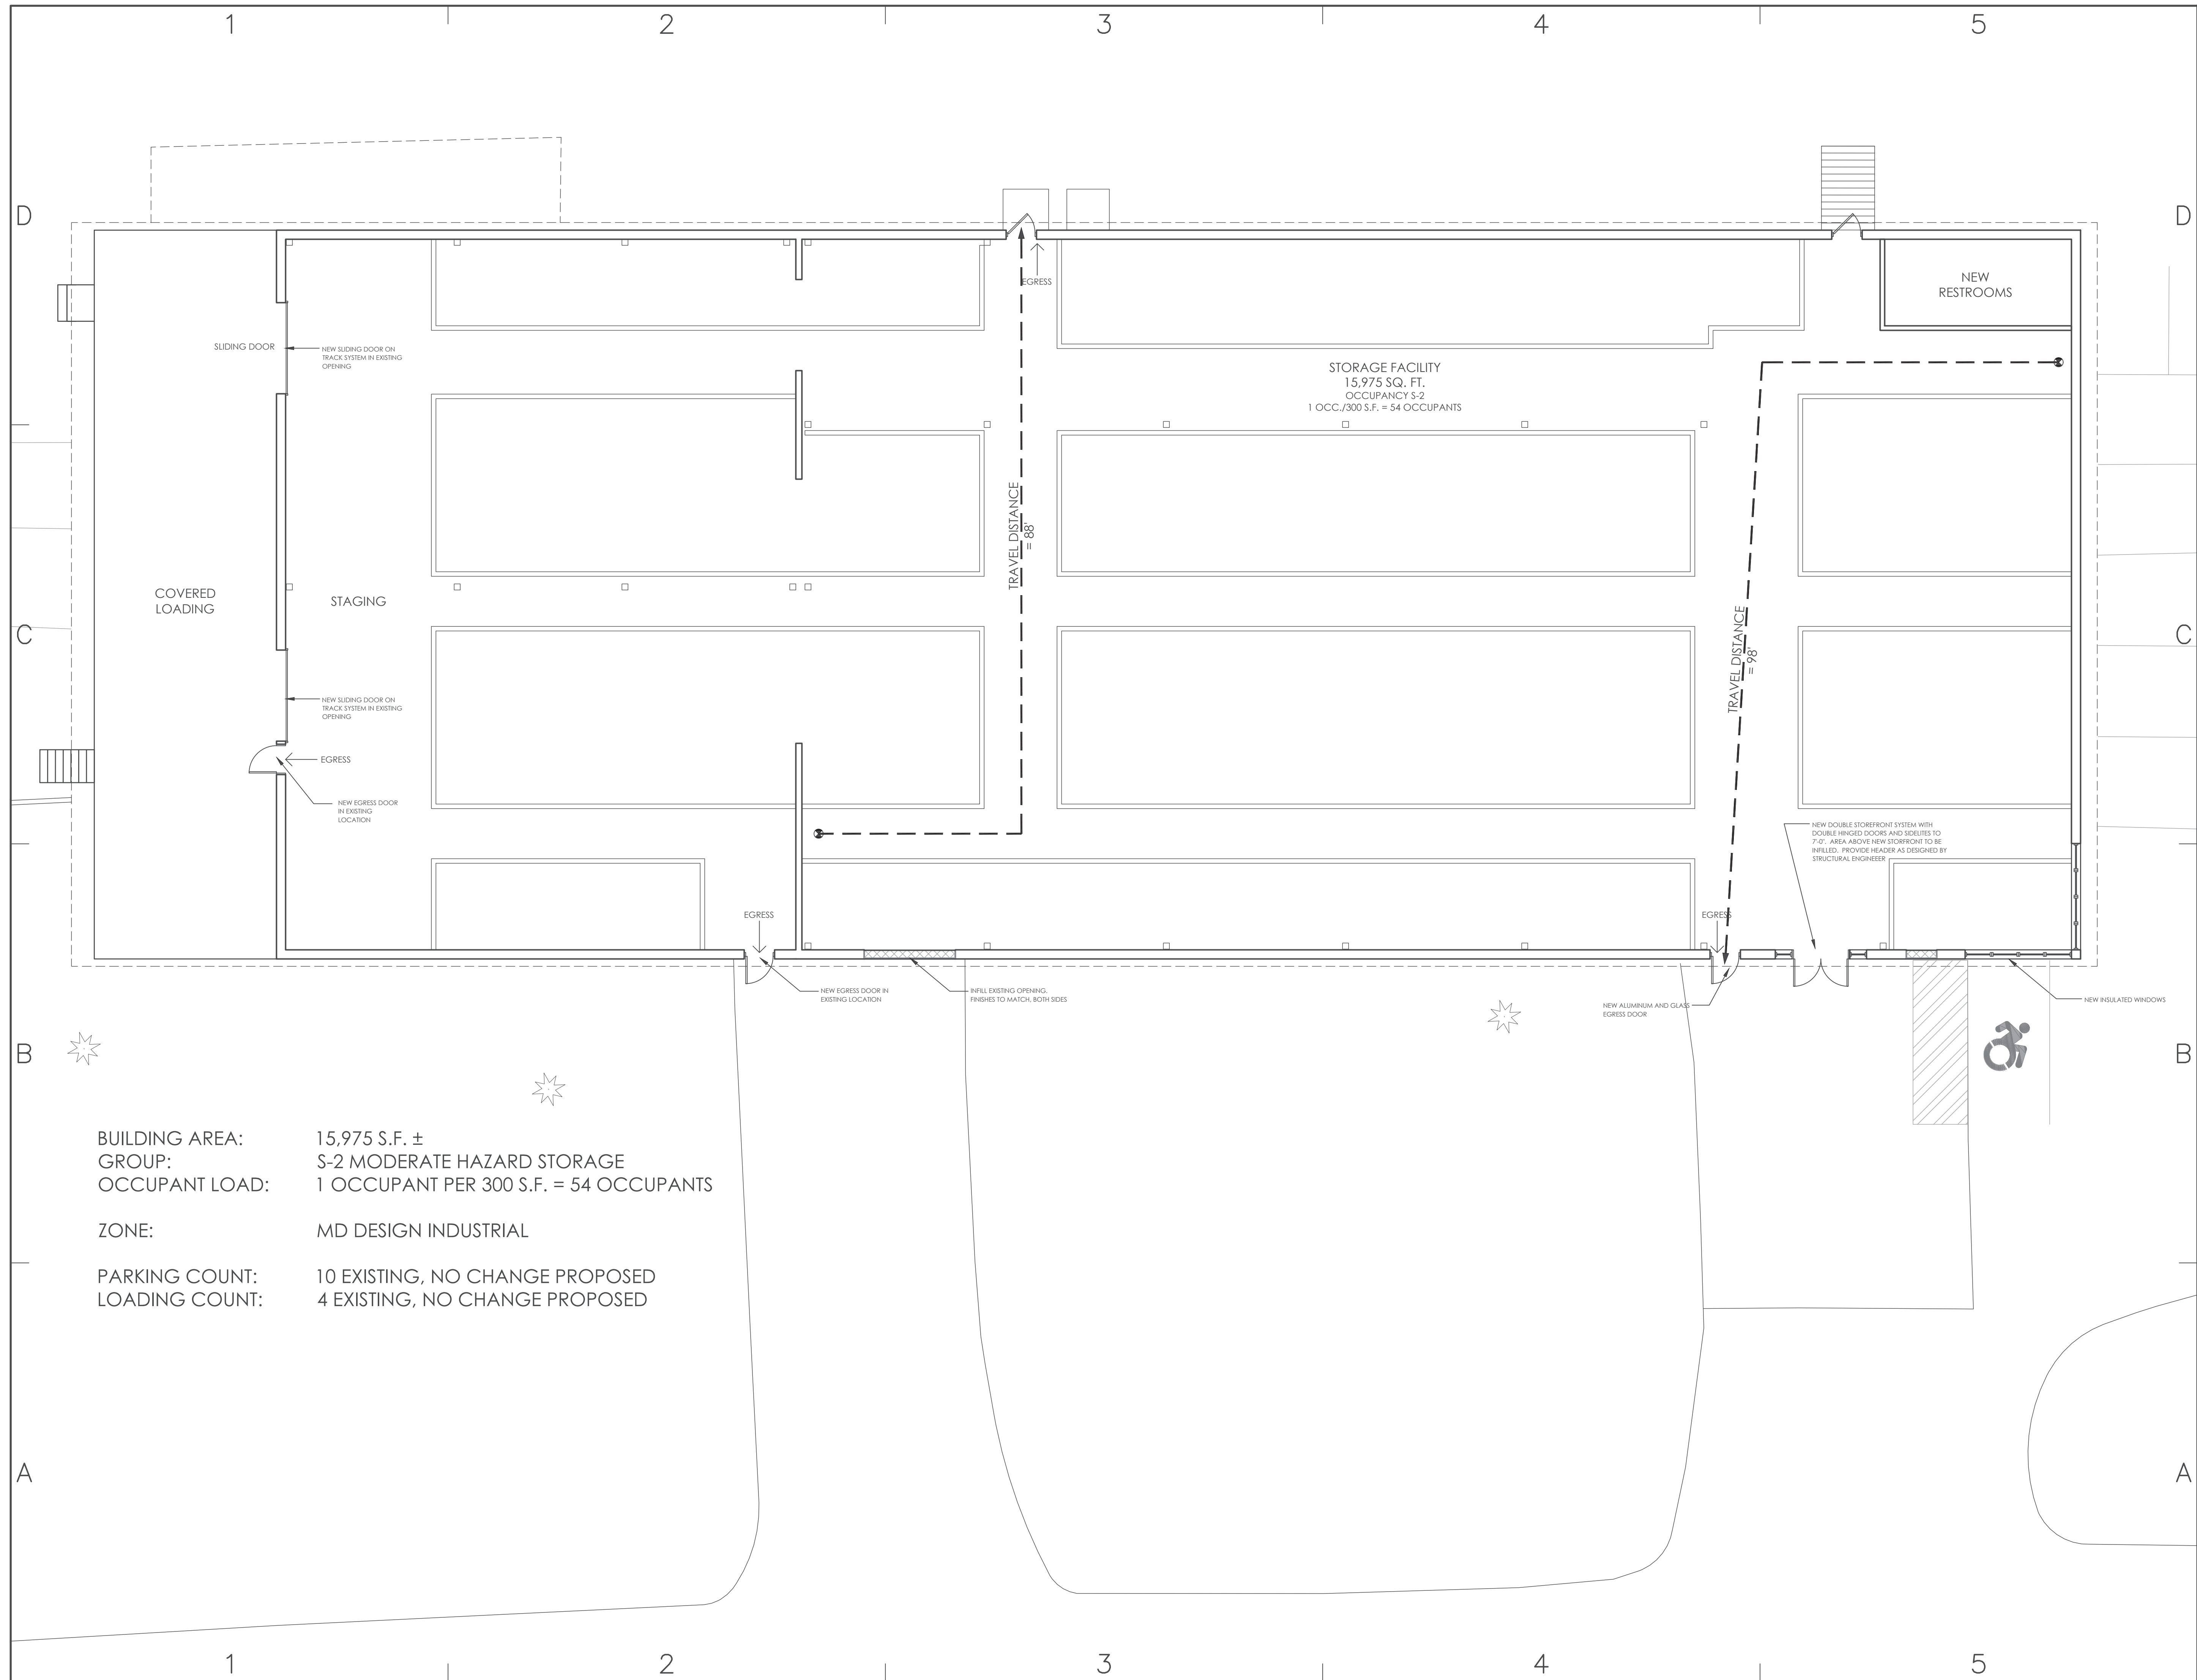 1 2 3 4 5
D D
EGRESS
NEW
RESTROOMS
SLIDING DOOR
NEW SLIDING DOOR ON
TRACK SYSTEM IN EXISTING
OPENING
STORAGE FACILITY
15,975 SQ. FT.
OCCUPANCY S-2
1 OCC./300 S.F. = 54 OCCUPANTS
TRAVEL DISTANCE
= 88'
COVERED
LOADING
STAGING
C C
TRAVEL DISTANCE
= 98'
NEW SLIDING DOOR ON
TRACK SYSTEM IN EXISTING
OPENING
EGRESS
NEW EGRESS DOOR
IN EXISTING
LOCATION
NEW DOUBLE STOREFRONT SYSTEM WITH
DOUBLE HINGED DOORS AND SIDELITES TO
7'-0". AREA ABOVE NEW STORFRONT TO BE
INFILLED. PROVIDE HEADER AS DESIGNED BY
STRUCTURAL ENGINEEER
EGRESS
EGRESS
NEW EGRESS DOOR IN
EXISTING LOCATION
INFILL EXISTING OPENING.
FINISHES TO MATCH, BOTH SIDES
NEW ALUMINUM AND GLASS
EGRESS DOOR
NEW INSULATED WINDOWS
B B
BUILDING AREA: 15,975 S.F. ±
GROUP: S-2 MODERATE HAZARD STORAGE
OCCUPANT LOAD: 1 OCCUPANT PER 300 S.F. = 54 OCCUPANTS
ZONE: MD DESIGN INDUSTRIAL
PARKING COUNT: 10 EXISTING, NO CHANGE PROPOSED
LOADING COUNT: 4 EXISTING, NO CHANGE PROPOSED
A A
1 2 3 4 5